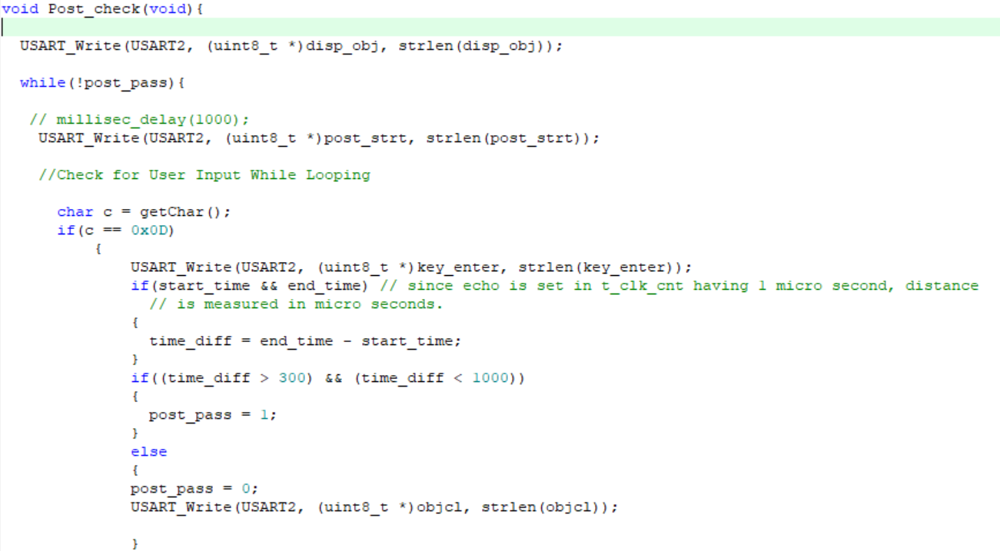 void Post_check(void){
USART_Write(USART2, (uint8_t *)disp_obj, strlen(disp_obj));
while(!post_pass){
// millisec_delay(1000);
USART_Write(USART2, (uint8_t *)post_strt, strlen(post_strt));
//Check for User Input While Looping
char c = getChar();
if(c == 0x0D)
{
USART_Write(USART2, (uint8_t *)key_enter, strlen(key_enter));
if(start_time && end_time) // since echo is set in t_clk_cnt having 1 micro second, distance
// is measured in micro seconds.
{
time_diff = end_time - start_time;
}
if((time_diff > 300) && (time_diff < 1000))
{
post_pass = 1;
}
else
{
post_pass = 0;
USART_Write(USART2, (uint8_t *)objcl, strlen(objcl));
}